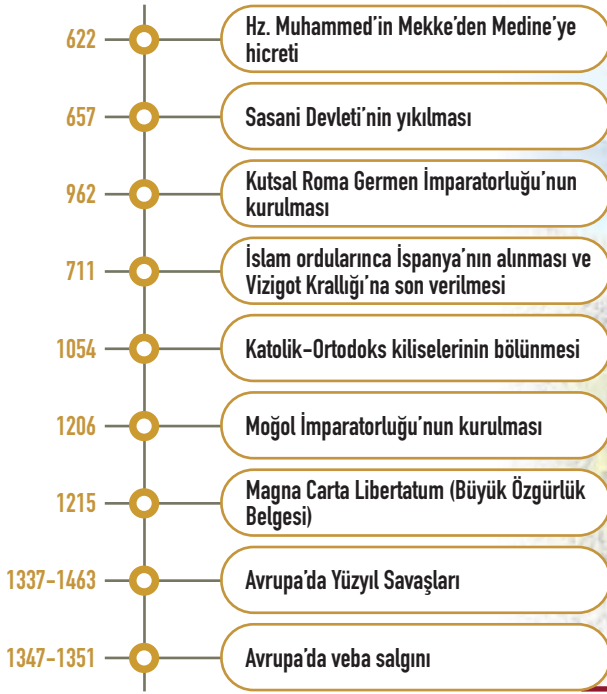 622
Hz. Muhammed’in Mekke’den Medine’ye
hicreti
657
Sasani Devleti’nin yıkılması
962
Kutsal Roma Germen İmparatorluğu’nun
kurulması
711
İslam ordularınca İspanya’nın alınması ve
Vizigot Krallığı’na son verilmesi
1054
Katolik-Ortodoks kiliselerinin bölünmesi
1206
Moğol İmparatorluğu’nun kurulması
1215
Magna Carta Libertatum (Büyük Özgürlük
Belgesi)
1337-1463
Avrupa’da Yüzyıl Savaşları
1347-1351
Avrupa’da veba salgını